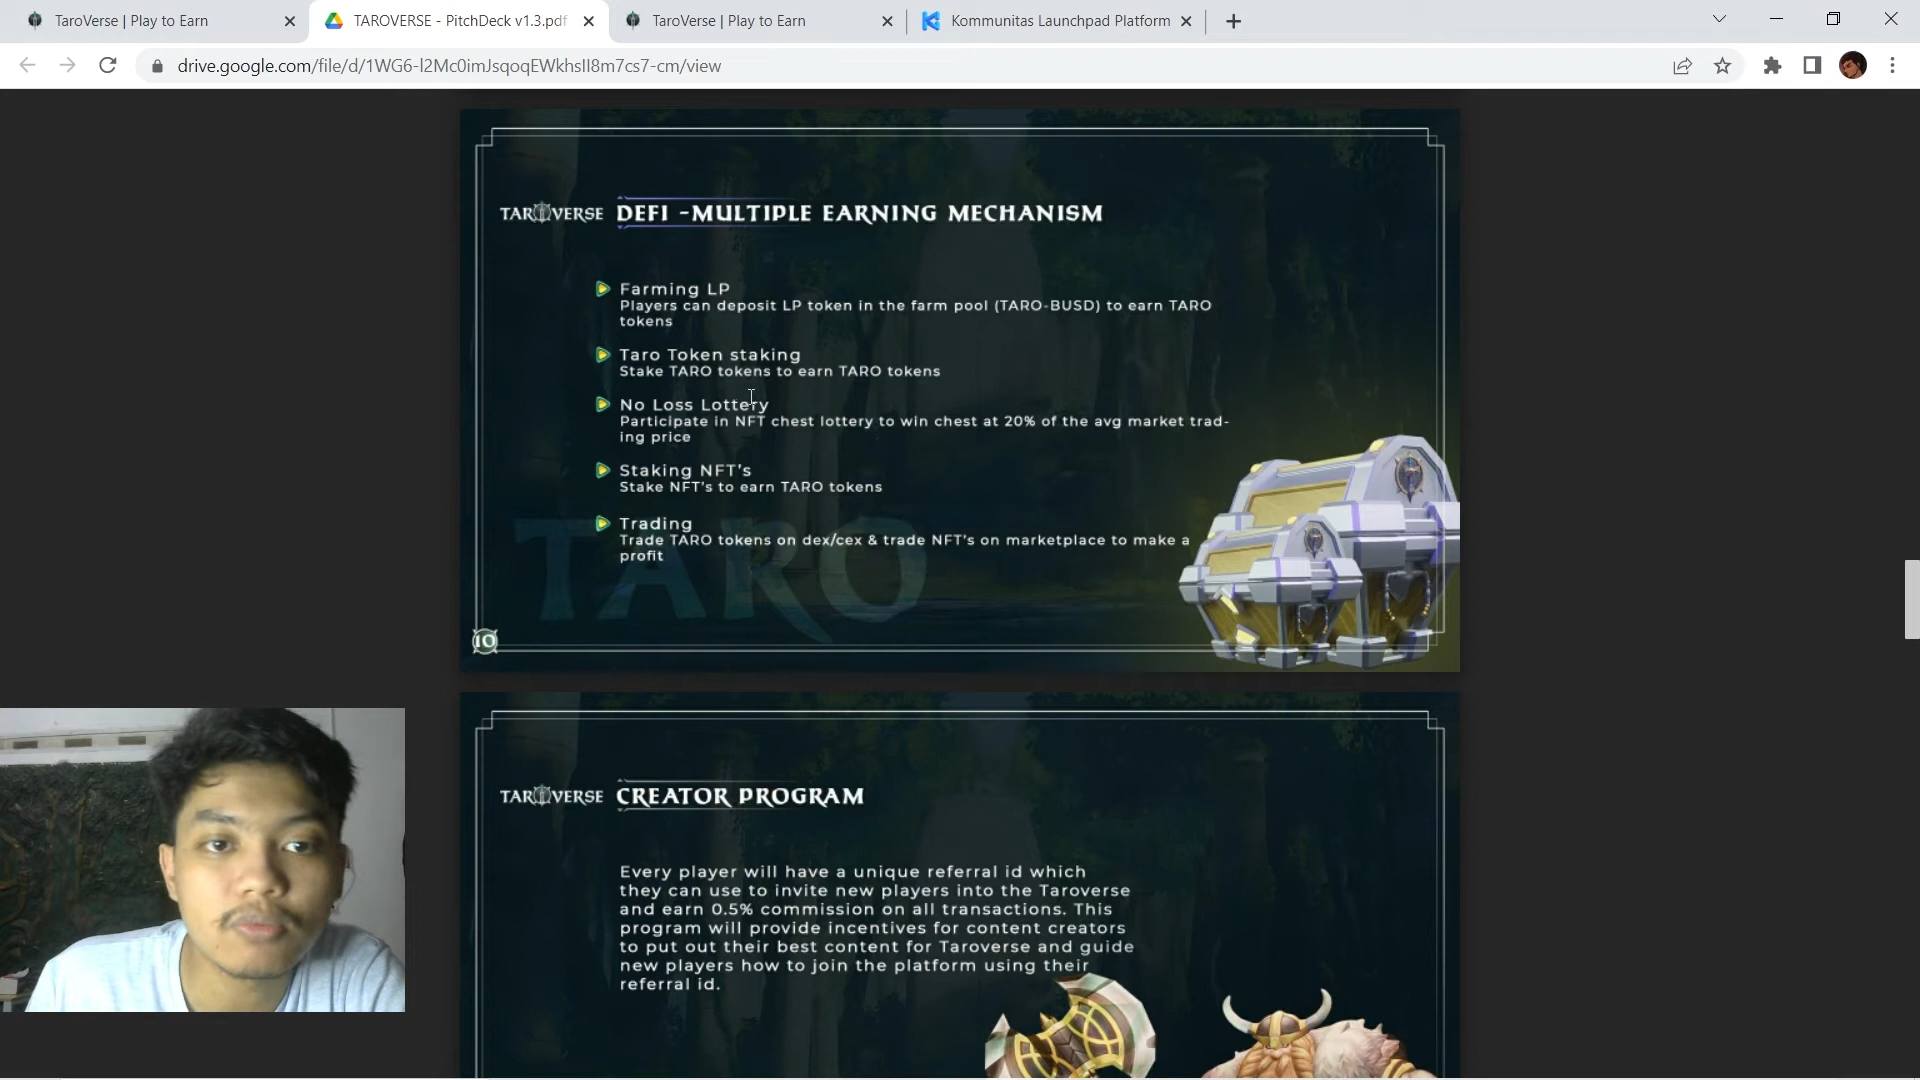 TaroVerse | Play to Earn
TAROVERSE - PitchDeck v1.3.pdf
TaroVerse | Play to Earn
Kommunitas Launchpad Platform
drive.google.com/file/d/1WG6-l2Mc0imJsqoqEWkhsII8m7cs7-cm/view
TAROVERSE DEFI -MULTIPLE EARNING MECHANISM
Farming LP
Players can deposit LP token in the farm pool (TARO-BUSD) to earn TARO
tokens
Taro Token staking
Stake TARO tokens to earn TARO tokens
No Loss Lottery
Participate in NFT chest lottery to win chest at 20% of the avg market trad-
ing price
Staking NFT's
Stake NFT's to earn TARO tokens
Trading
Trade TARO tokens on dex/cex & trade NFT's on marketplace to make a
profit
TARO
10
TAROVERSE CREATOR PROGRAM
Every player will have a unique referral id which
they can use to invite new players into the Taroverse
and earn 0.5% commission on all transactions. This
program will provide incentives for content creators
to put out their best content for Taroverse and guide
new players how to join the platform using their
referral id.